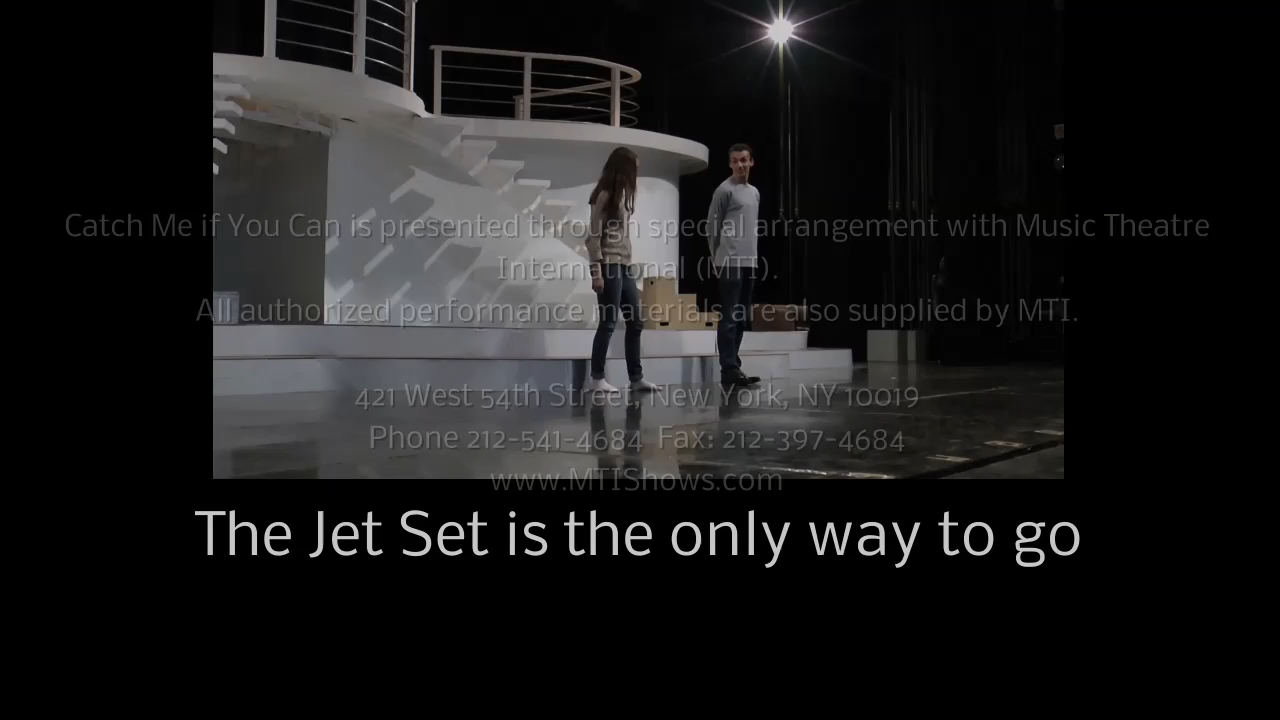 Catch Me if You Can is presented through special arrangement with Music Theatre
International (MTI).
All authorized performance materials are also supplied by MTI.
421 West 54th Street, New York, NY 10019
Phone 212-541-4684 Fax: 212-397-4684
www.MTIShows.com
The Jet Set is the only way to go